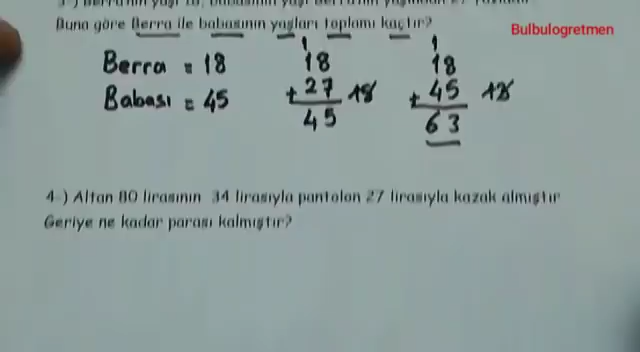 Buna göre Berra ile babasının yaşları toplamı kaçtır?
Bulbulogretmen
Berra = 18
Babası = 45
1
18
+ 27
45
18
1
18
+ 45
63
4-) Altan 80 lirasının 34 lirasıyla pantolon 27 lirasıyla kazak almıştır
Geriye ne kadar parası kalmıştır?